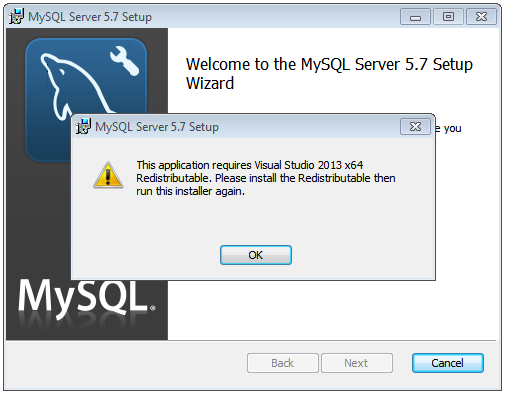 MySQL Server 5.7 Setup
Welcome to the MySQL Server 5.7 Setup
Wizard
e you
MySQL Server 5.7 Setup
This application requires Visual Studio 2013 x64
Redistributable. Please install the Redistributable then
run this installer again.
OK
MySQL®
Back
Next
Cancel